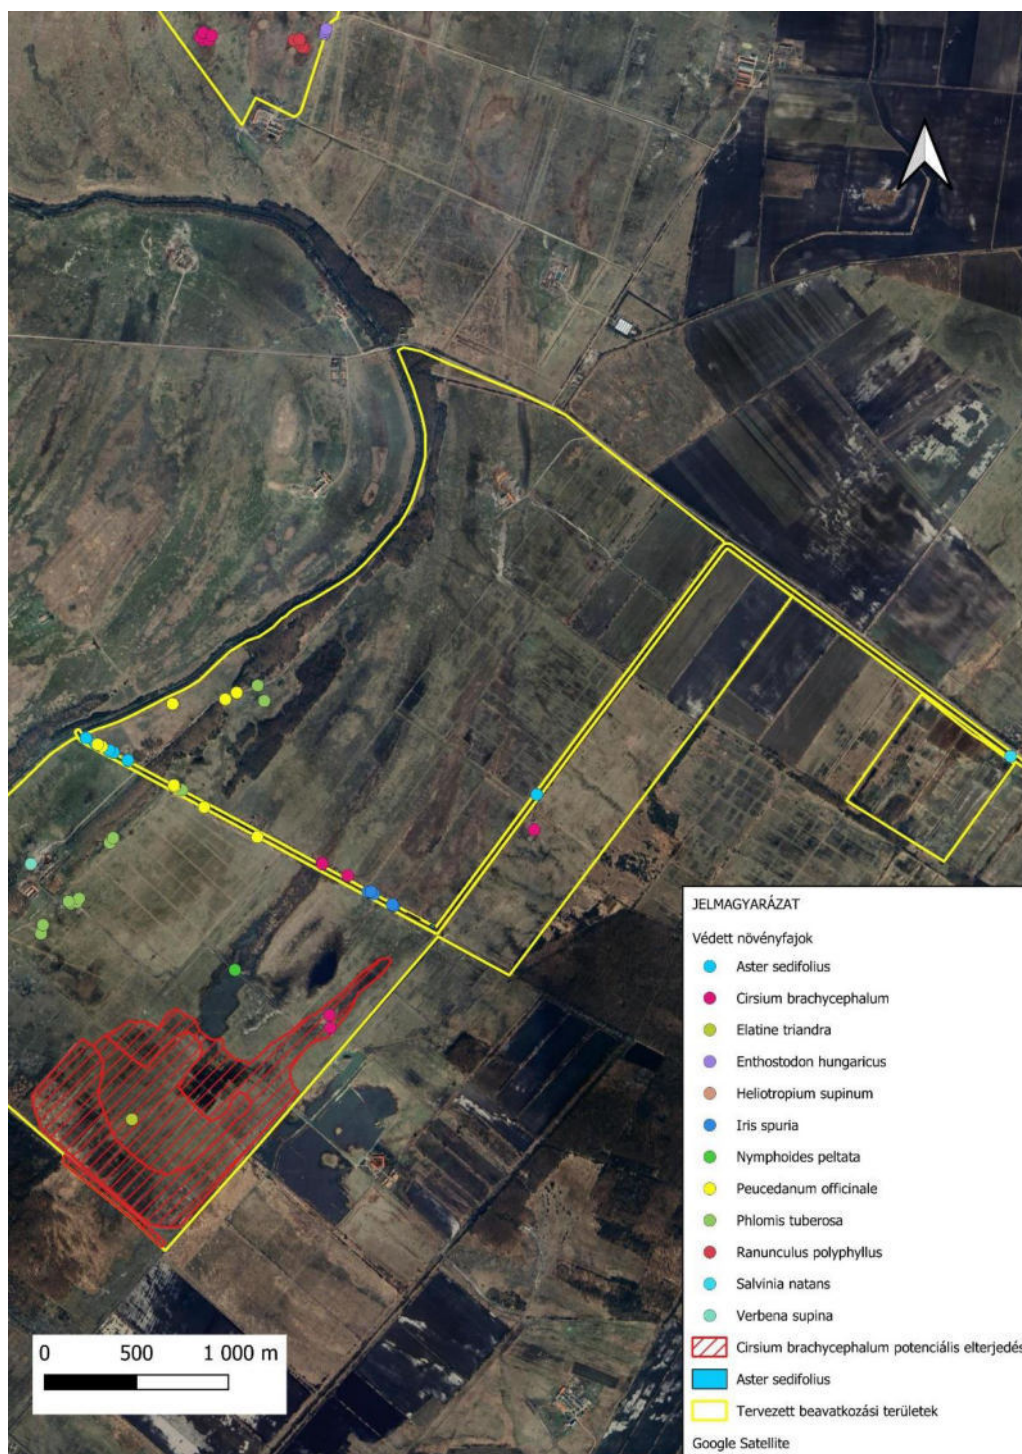 JELMAGYARÁZAT
Védett növényfajok
Aster sedifolius
Cirsium brachycephalum
Elatine triandra
Enthostodon hungaricus
Heliotropium supinum
Iris spuria
Nymphoides peltata
Peucedanum officinale
Phlomis tuberosa
Ranunculus polyphyllus
Salvinia natans
Verbena supina
Cirsium brachycephalum potenciális elterjedés
Aster sedifolius
Tervezett beavatkozási területek
Google Satellite
0 500 1 000 m